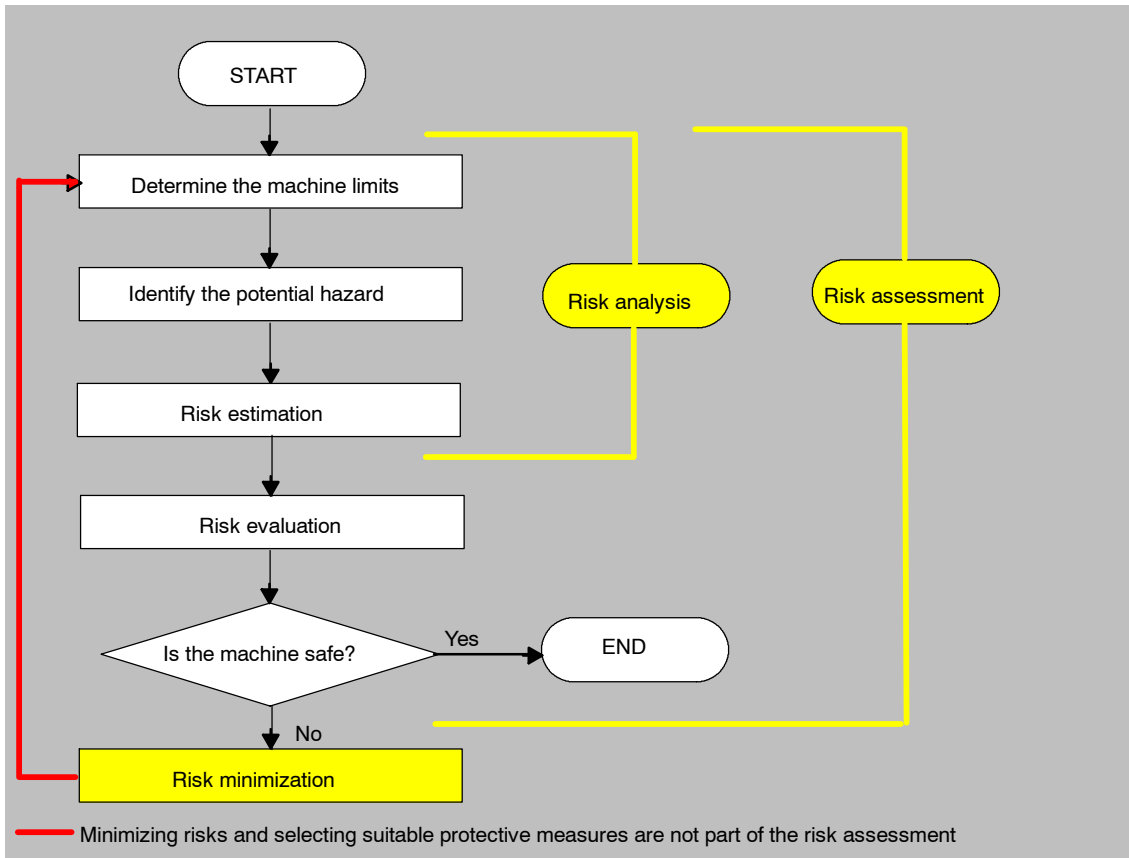 START
Determine the machine limits
Identify the potential hazard
Risk analysis
Risk assessment
Risk estimation
Risk evaluation
Is the machine safe?
Yes
END
No
Risk minimization
Minimizing risks and selecting suitable protective measures are not part of the risk assessment